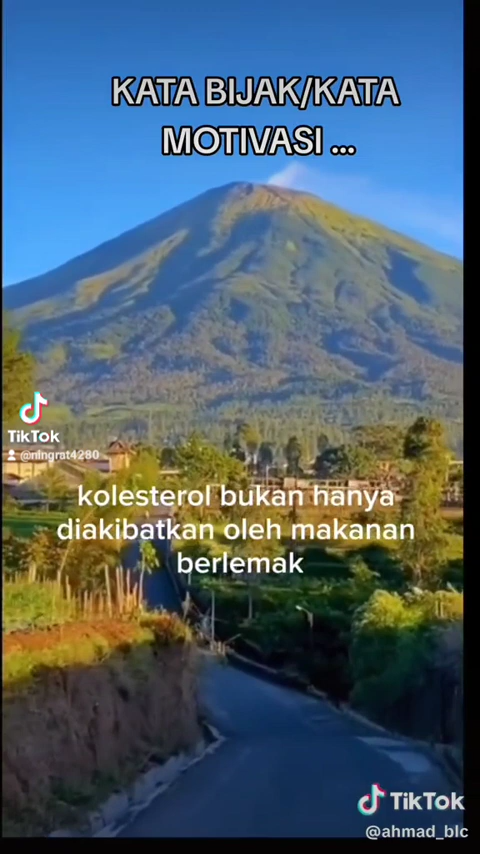 KATA BIJAK/KATA
MOTIVASI ...
TikTok
@ningrat4280
kolesterol bukan hanya
diakibatkan oleh makanan
berlemak
TikTok
@ahmad_blc